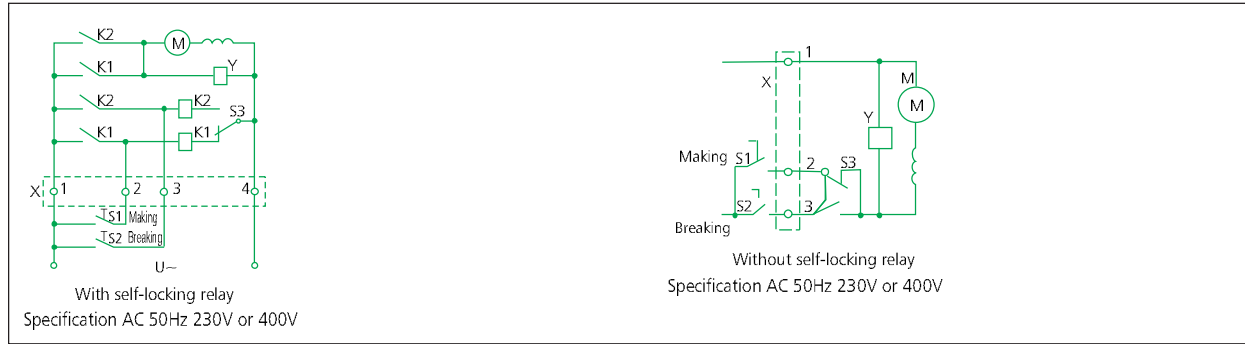 K2
M
K1
Y
K2
K2
S3
K1
K1
X
1
2
3
4
S1 Making
S2 Breaking
U~
With self-locking relay
Specification AC 50Hz 230V or 400V
1
X
M
M
Y
Making
S1
2
S3
S2
3
Breaking
Without self-locking relay
Specification AC 50Hz 230V or 400V